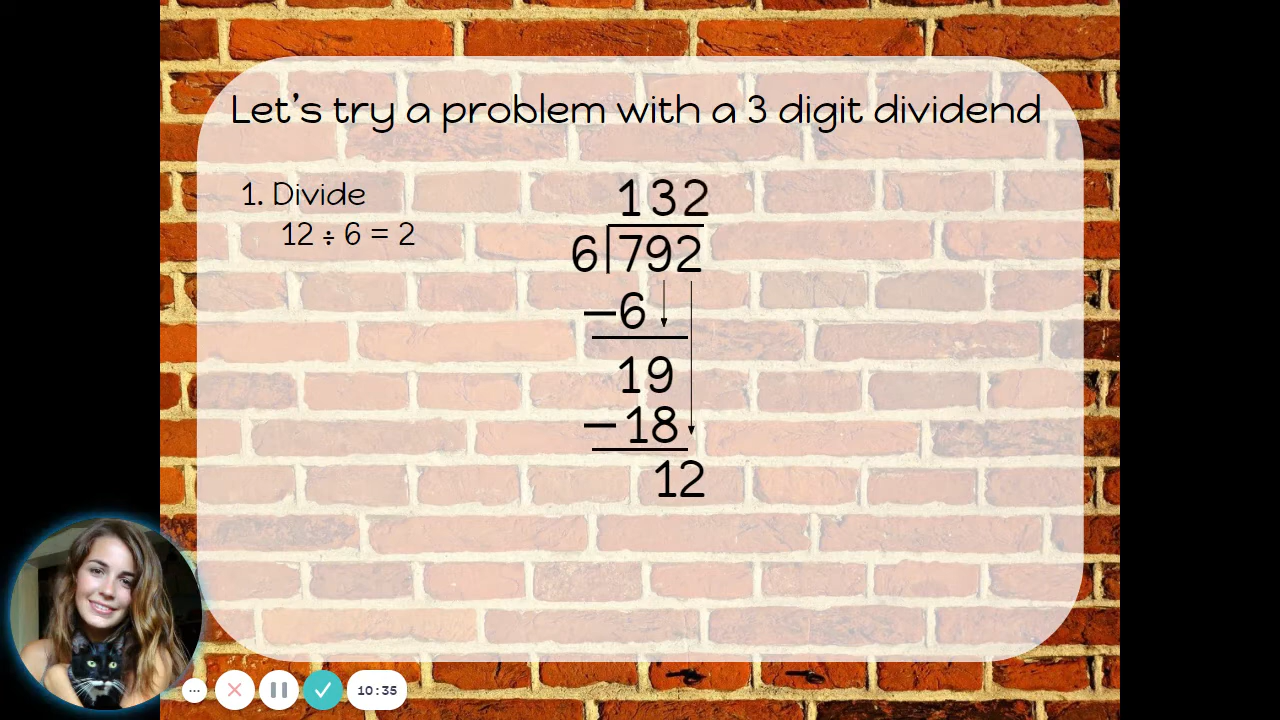 Let's try a problem with a 3 digit dividend
1. Divide
12 ÷ 6 = 2
132
6 792
–6
19
–18
12
10:35